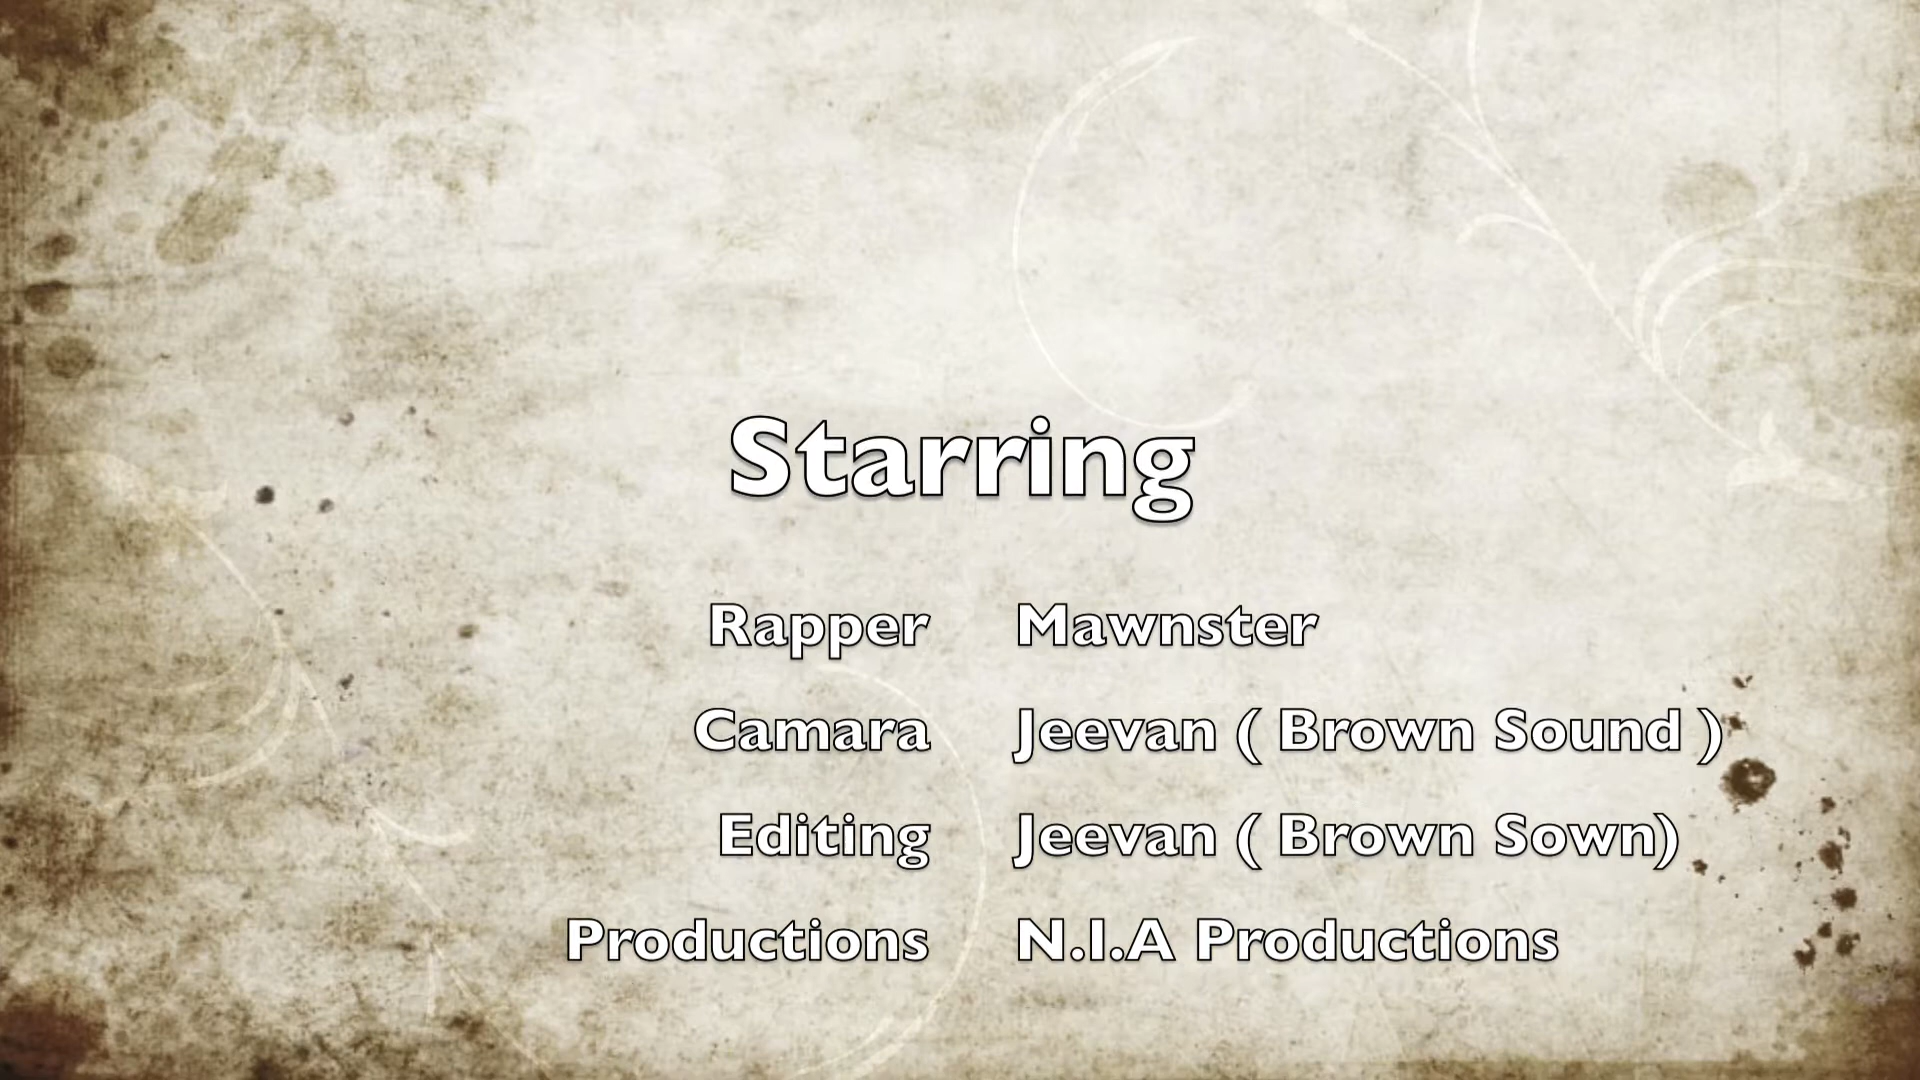 Starring
Rapper Mawnster
Camara Jeevan ( Brown Sound )
Editing Jeevan ( Brown Sown)
Productions N.I.A Productions